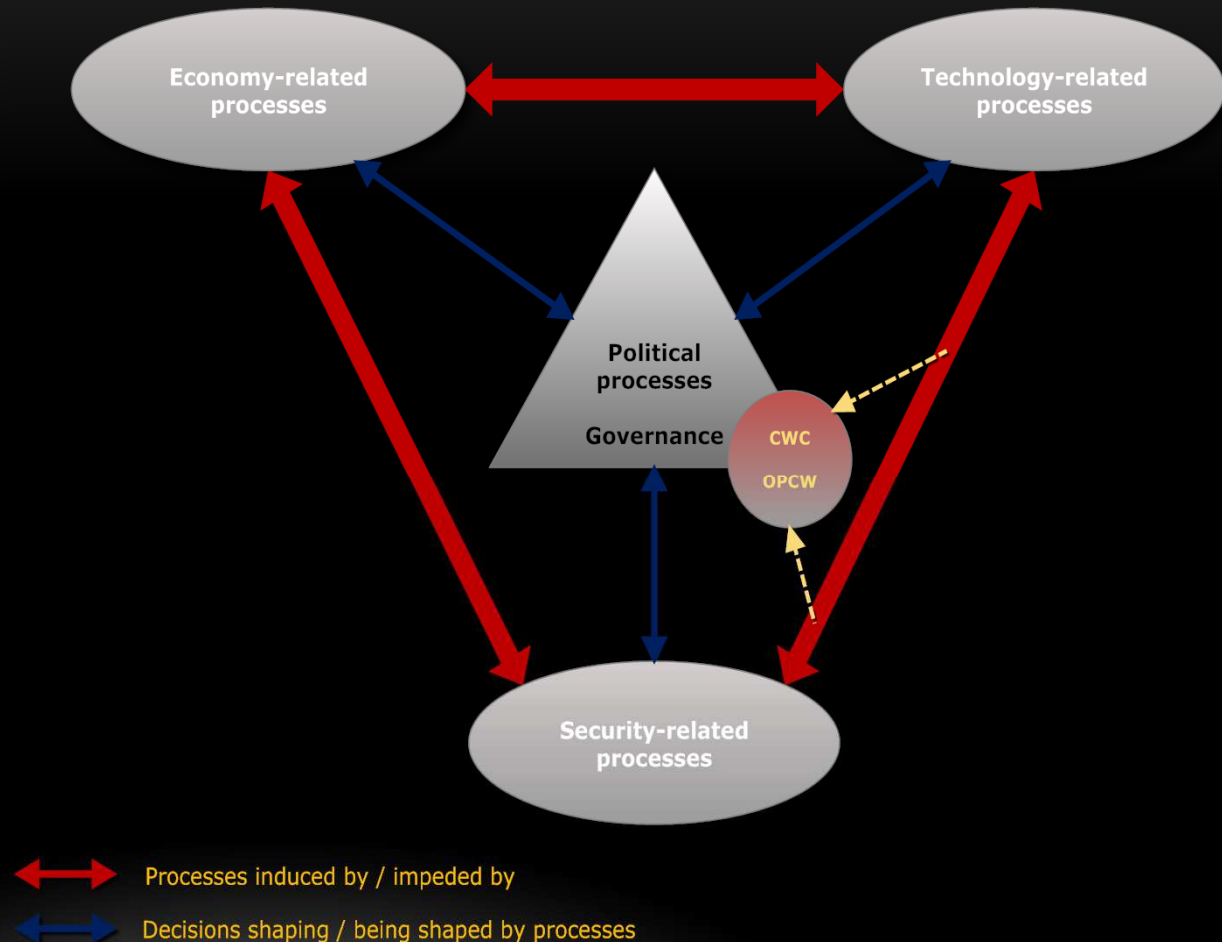 Economy-related
processes
Technology-related
processes
Political
processes
Governance
CWC
OPCW
Security-related
processes
Processes induced by / impeded by
Decisions shaping / being shaped by processes